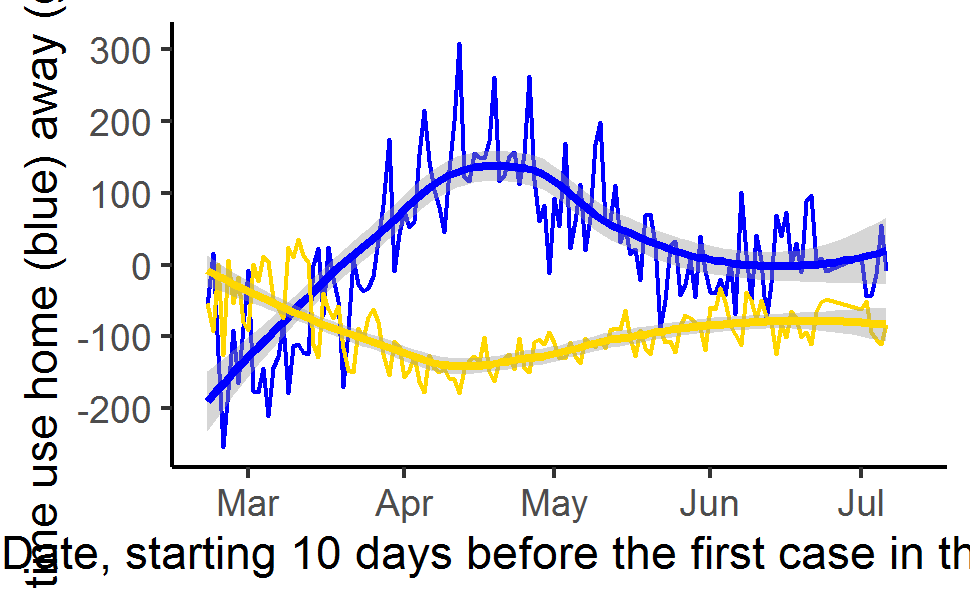 time use home (blue) away (g
300
200
100
0
-100
-200
Mar Apr May Jun Jul
Date, starting 10 days before the first case in th